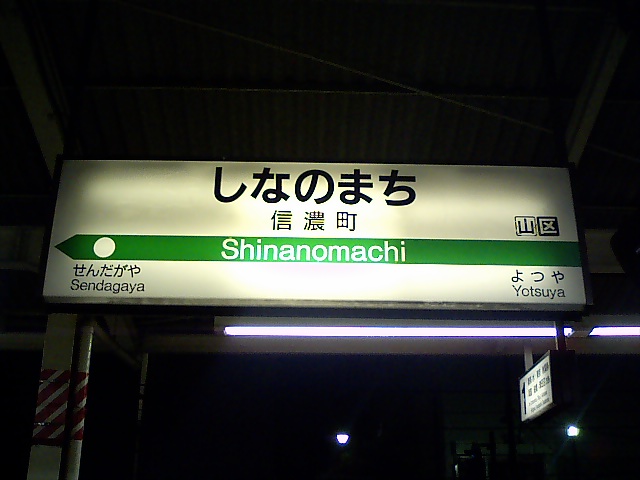 しなのまち
信濃町
山区
Shinanomachi
せんだがや
Sendagaya
よつや
Yotsuya